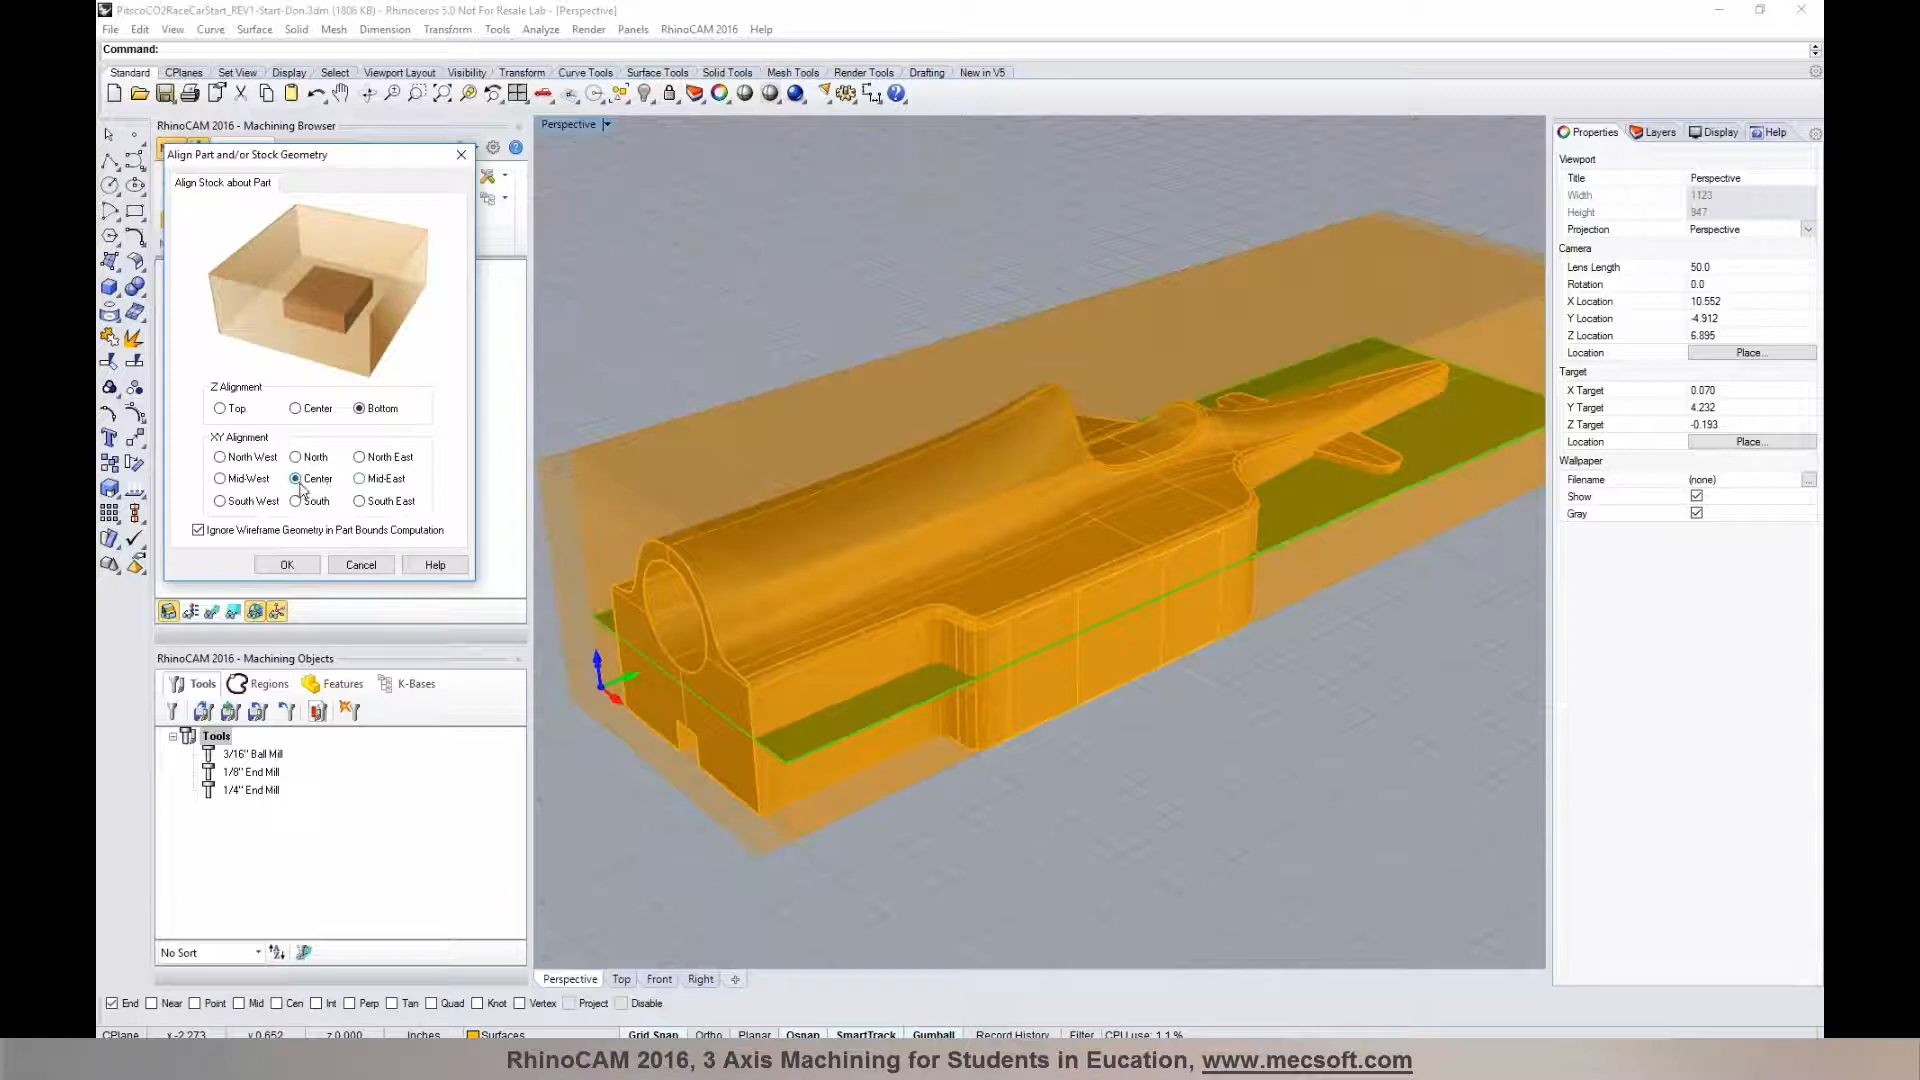 PitscoCO2RaceCarStart_REV1-Start-Don.3dm (1806 KB) - Rhinoceros 5.0 Not For Resale Lab - [Perspective]
File Edit View Curve Surface Solid Mesh Dimension Transform Tools Analyze Render Panels RhinoCAM 2016 Help
Command:
Standard CPlanes Set View Display Select Viewport Layout Visibility Transform Curve Tools Surface Tools Solid Tools Mesh Tools Render Tools Drafting New in V5
RhinoCAM 2016 - Machining Browser
Align Part and/or Stock Geometry
Align Stock about Part
Z Alignment
Top Center Bottom
XY Alignment
North West North North East
Mid-West Center Mid-East
South West South South East
Ignore Wireframe Geometry in Part Bounds Computation
OK Cancel Help
RhinoCAM 2016 - Machining Objects
Tools Regions Features K-Bases
Tools
3/16" Ball Mill
1/8" End Mill
1/4" End Mill
No Sort
Perspective
Perspective Top Front Right
Properties Layers Display Help
Viewport
Title Perspective
Width 1123
Height 947
Projection Perspective
Camera
Lens Length 50.0
Rotation 0.0
X Location 10.552
Y Location -4.912
Z Location 6.895
Location Place...
Target
X Target 0.070
Y Target 4.232
Z Target -0.193
Location Place...
Wallpaper
Filename (none) ...
Show
Gray
End Near Point Mid Cen Int Perp Tan Quad Knot Vertex Project Disable
CPlane x-2.273 y0.652 z0.000 Inches Surfaces Grid Snap Ortho Planar Osnap SmartTrack Gumball Record History Filter CPU use: 1.1 %
RhinoCAM 2016, 3 Axis Machining for Students in Eucation, www.mecsoft.com